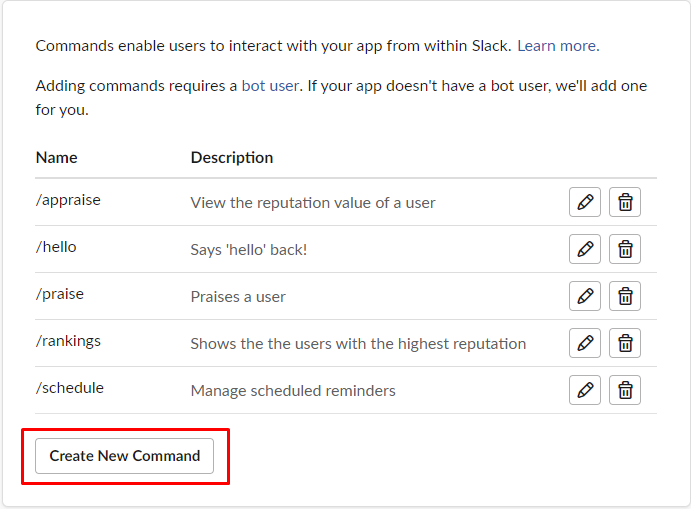 Commands enable users to interact with your app from within Slack. Learn more.
Adding commands requires a bot user. If your app doesn't have a bot user, we'll add one
for you.
Name Description
/appraise View the reputation value of a user
/hello Says 'hello' back!
/praise Praises a user
/rankings Shows the the users with the highest reputation
/schedule Manage scheduled reminders
Create New Command